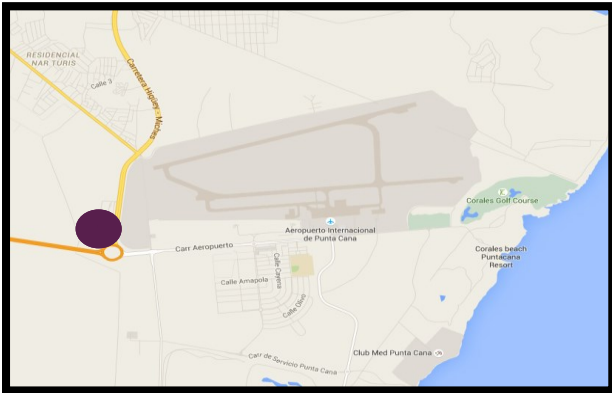 RESIDENCIAL
NAR TURIS
Calle 3
Carretera Higüey - Miches
Corales Golf Course
Aeropuerto Internacional
de Punta Cana
Carr Aeropuerto
Corales beach
Puntacana
Resort
Calle Cayena
Calle Amapola
Calle Olivo
Club Med Punta Cana
Carr de Servicio Punta Cana